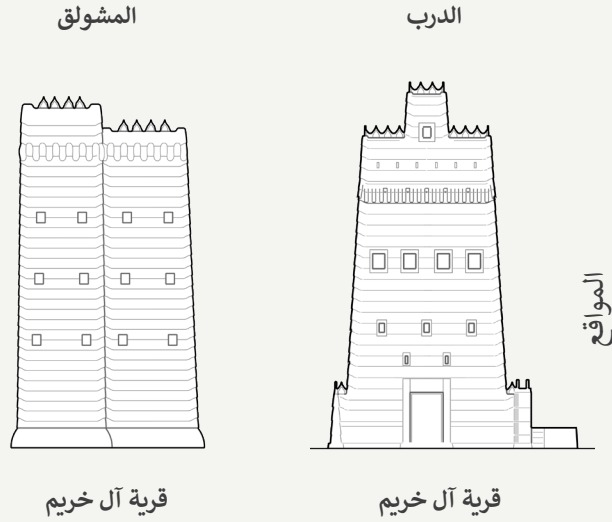 الدرب
المشولق
المواقع
قرية آل خريم
قرية آل خريم